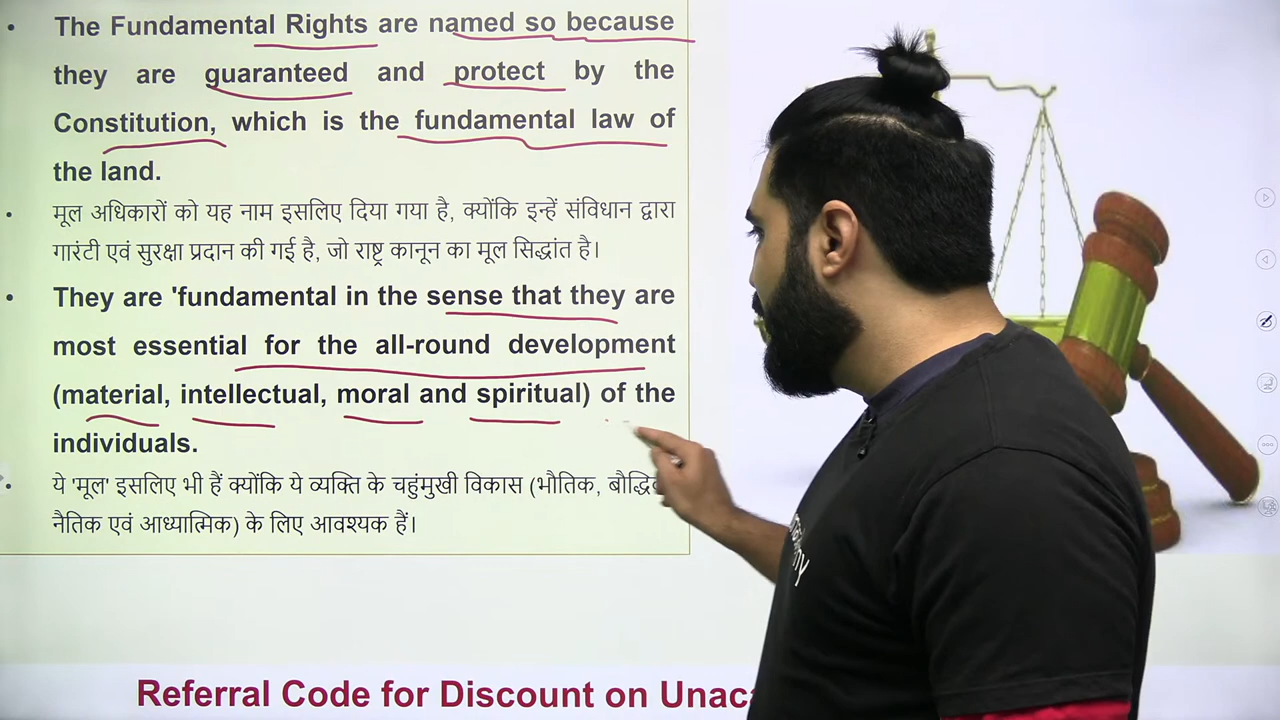 The Fundamental Rights are named so because
they are guaranteed and protect by the
Constitution, which is the fundamental law of
the land.
मूल अधिकारों को यह नाम इसलिए दिया गया है, क्योंकि इन्हें संविधान द्वारा
गारंटी एवं सुरक्षा प्रदान की गई है, जो राष्ट्र कानून का मूल सिद्धांत है।
They are 'fundamental in the sense that they are
most essential for the all-round development
(material, intellectual, moral and spiritual) of the
individuals.
ये 'मूल' इसलिए भी हैं क्योंकि ये व्यक्ति के चहुंमुखी विकास (भौतिक,
नैतिक एवं आध्यात्मिक) के लिए आवश्यक हैं।
Referral Code for Discount on